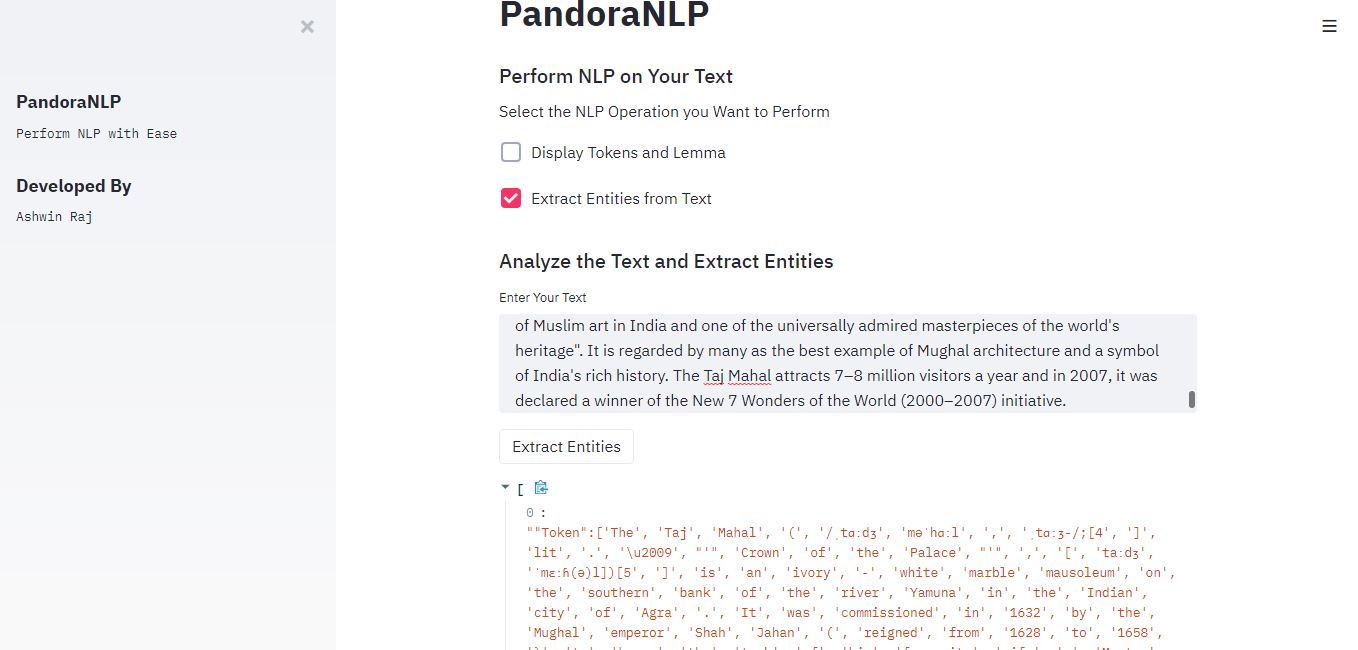 PandoraNLP
Perform NLP with Ease
Developed By
Ashwin Raj
PandoraNLP
Perform NLP on Your Text
Select the NLP Operation you Want to Perform
Display Tokens and Lemma
Extract Entities from Text
Analyze the Text and Extract Entities
Enter Your Text
of Muslim art in India and one of the universally admired masterpieces of the world's
heritage". It is regarded by many as the best example of Mughal architecture and a symbol
of India's rich history. The Taj Mahal attracts 7–8 million visitors a year and in 2007, it was
declared a winner of the New 7 Wonders of the World (2000–2007) initiative.
Extract Entities
[
0 :
""Token":['The', 'Taj', 'Mahal', '(', '/ˌtɑːdʒ', 'məˈhɑːl', ',', 'ˌtɑːʒ-/;[4', ']',
'lit', '.', '\u2009', "'", 'Crown', 'of', 'the', 'Palace', "'", ',', '[', 'taːdʒ',
'ˈmɛːɦ(ə)l])[5', ']', 'is', 'an', 'ivory', '-', 'white', 'marble', 'mausoleum', 'on',
'the', 'southern', 'bank', 'of', 'the', 'river', 'Yamuna', 'in', 'the', 'Indian',
'city', 'of', 'Agra', '.', 'It', 'was', 'commissioned', 'in', '1632', 'by', 'the',
'Mughal', 'emperor', 'Shah', 'Jahan', '(', 'reigned', 'from', '1628', 'to', '1658',